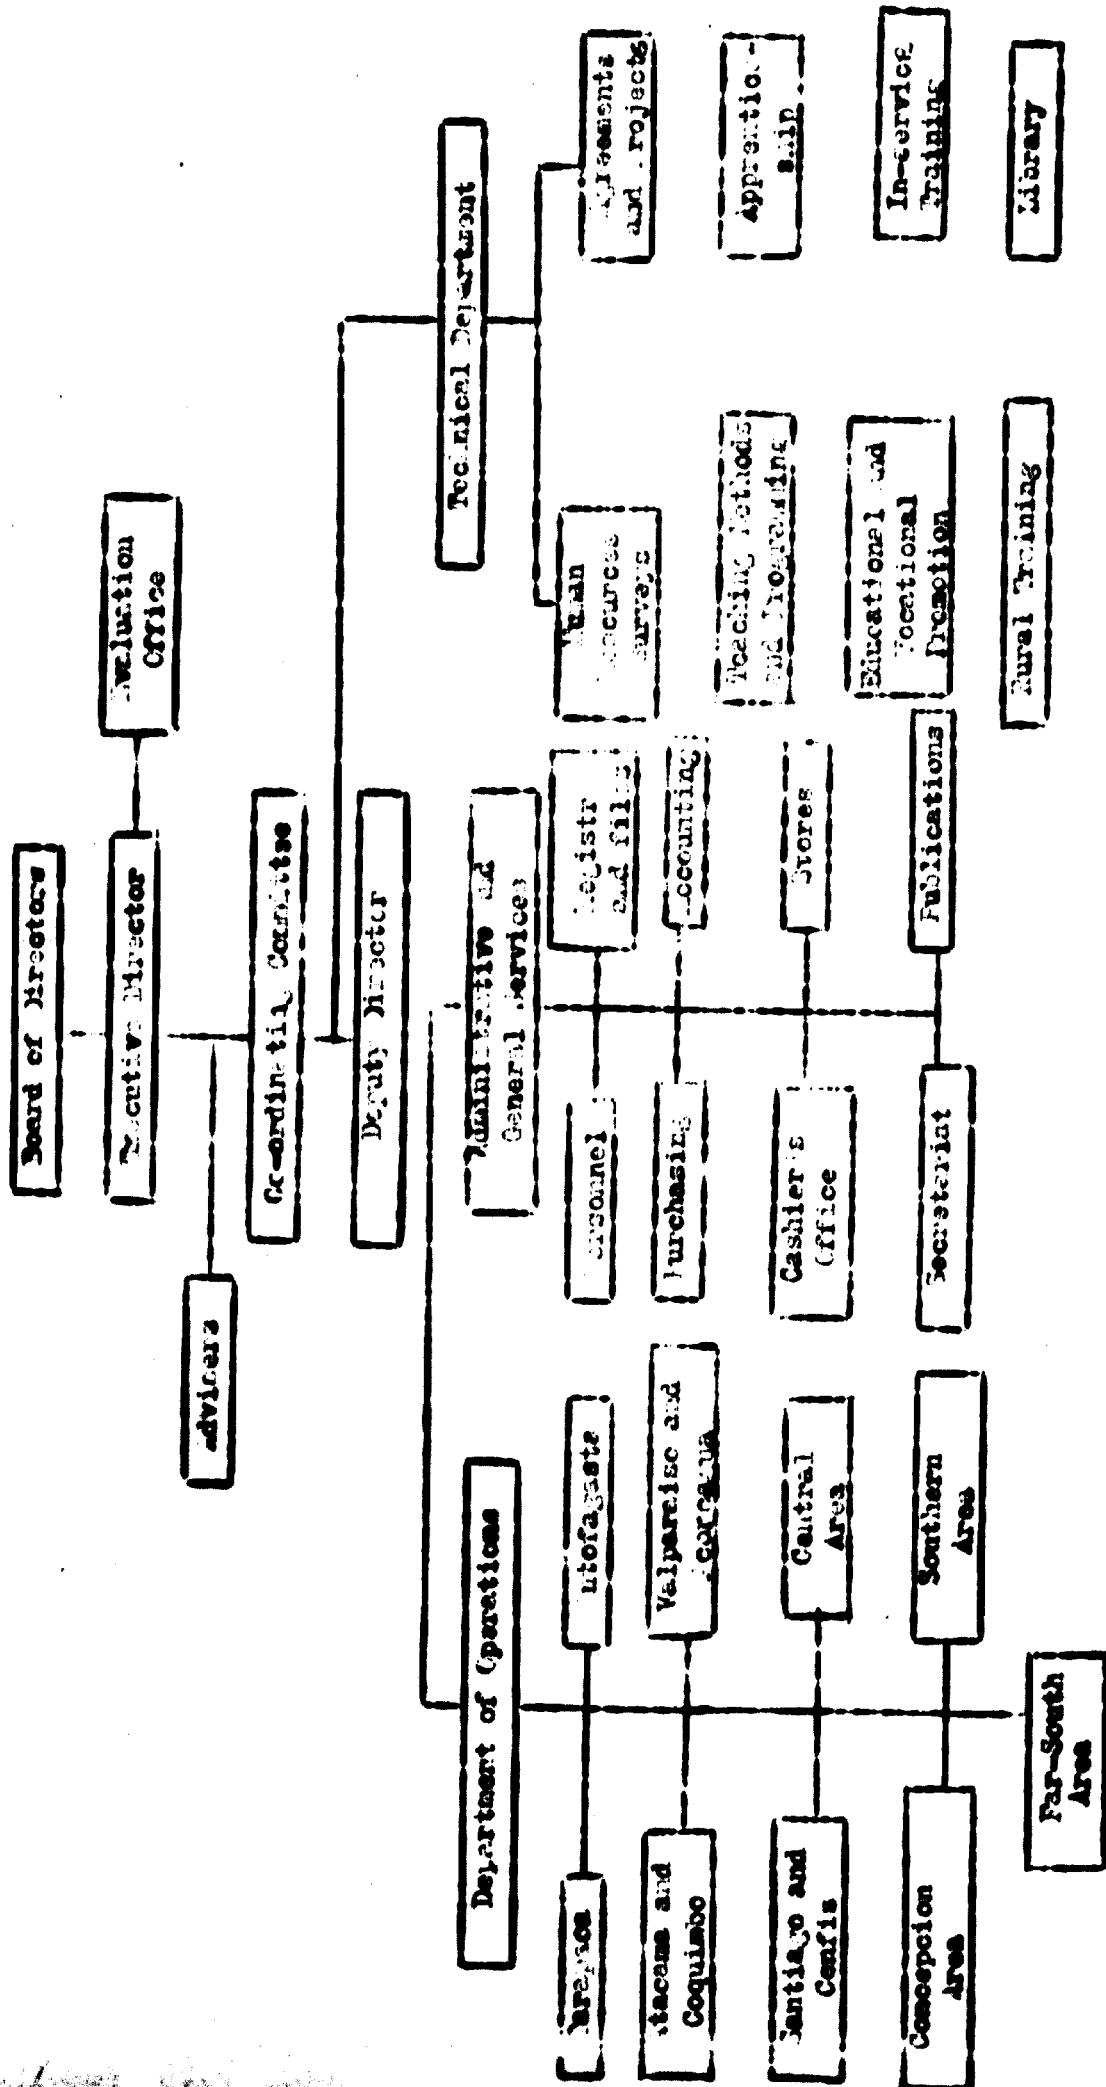 Board of Directors
Executive Director
Evaluation
Office
Advisers
Co-ordinating Committee
Deputy Director
Department of Operations
Administrative and
General Services
Technical Department
Tarapaca
Antofagasta
Atacama and
Coquimbo
Valparaiso and
Aconcagua
Santiago and
Confis
Central
Area
Concepcion
Area
Southern
Area
Far-South
Area
Personnel
Registry
and files
Purchasing
Accounting
Cashier's
Office
Stores
Secretariat
Publications
Human
Resources
Surveys
Agreements
and Projects
Teaching Methods
and Programming
Apprentice-
ship
Educational and
Vocational
Promotion
In-service
Training
Rural Training
Library